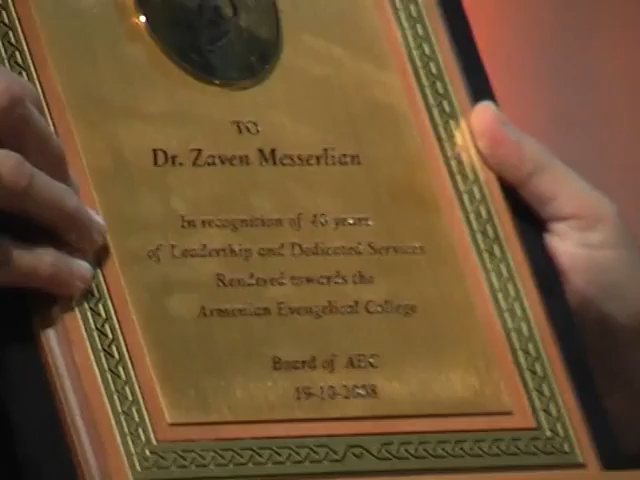 TO
Dr. Zaven Messerlian
In recognition of 43 years
of Leadership and Dedicated Services
Rendered towards the
Armenian Evangelical College
Board of AEC
19-10-2008